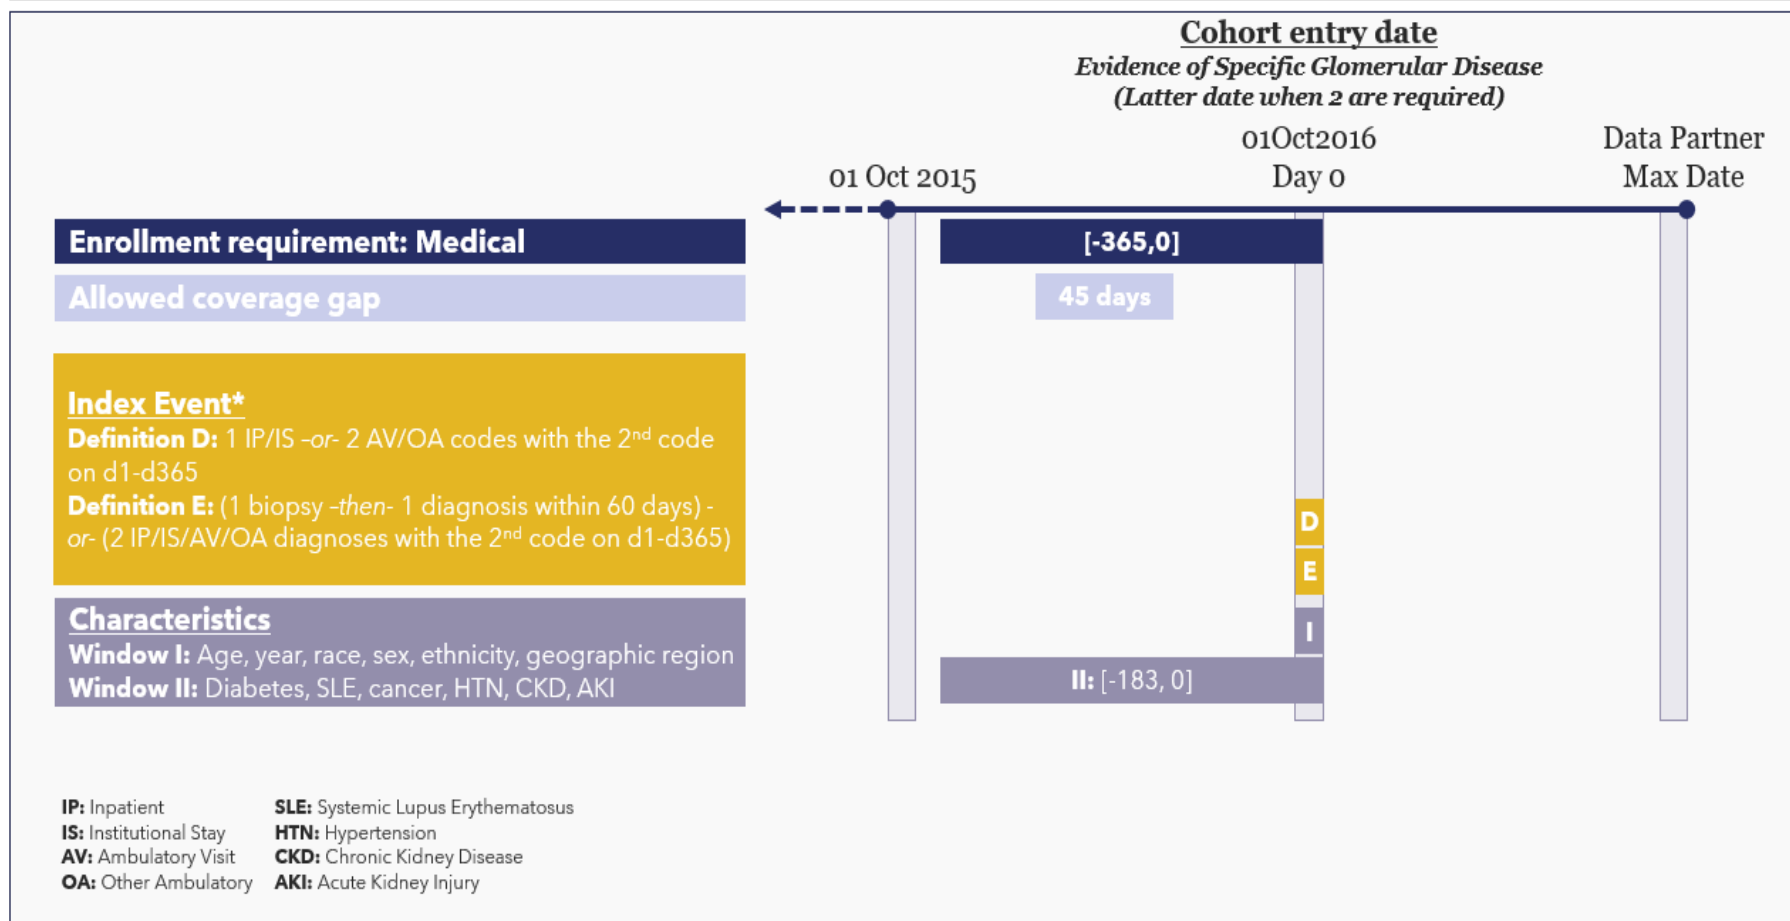 Cohort entry date
Evidence of Specific Glomerular Disease
(Latter date when 2 are required)
01Oct2016
Data Partner
01 Oct 2015
Day 0
Max Date
Enrollment requirement: Medical
[-365,0]
Allowed coverage gap
45 days
Index Event*
Definition D: 1 IP/IS –or- 2 AV/OA codes with the 2nd code
on d1-d365
Definition E: (1 biopsy –then- 1 diagnosis within 60 days) -
or- (2 IP/IS/AV/OA diagnoses with the 2nd code on d1-d365)
D
E
Characteristics
Window I: Age, year, race, sex, ethnicity, geographic region
Window II: Diabetes, SLE, cancer, HTN, CKD, AKI
I
II: [-183, 0]
IP: Inpatient
IS: Institutional Stay
AV: Ambulatory Visit
OA: Other Ambulatory
SLE: Systemic Lupus Erythematosus
HTN: Hypertension
CKD: Chronic Kidney Disease
AKI: Acute Kidney Injury